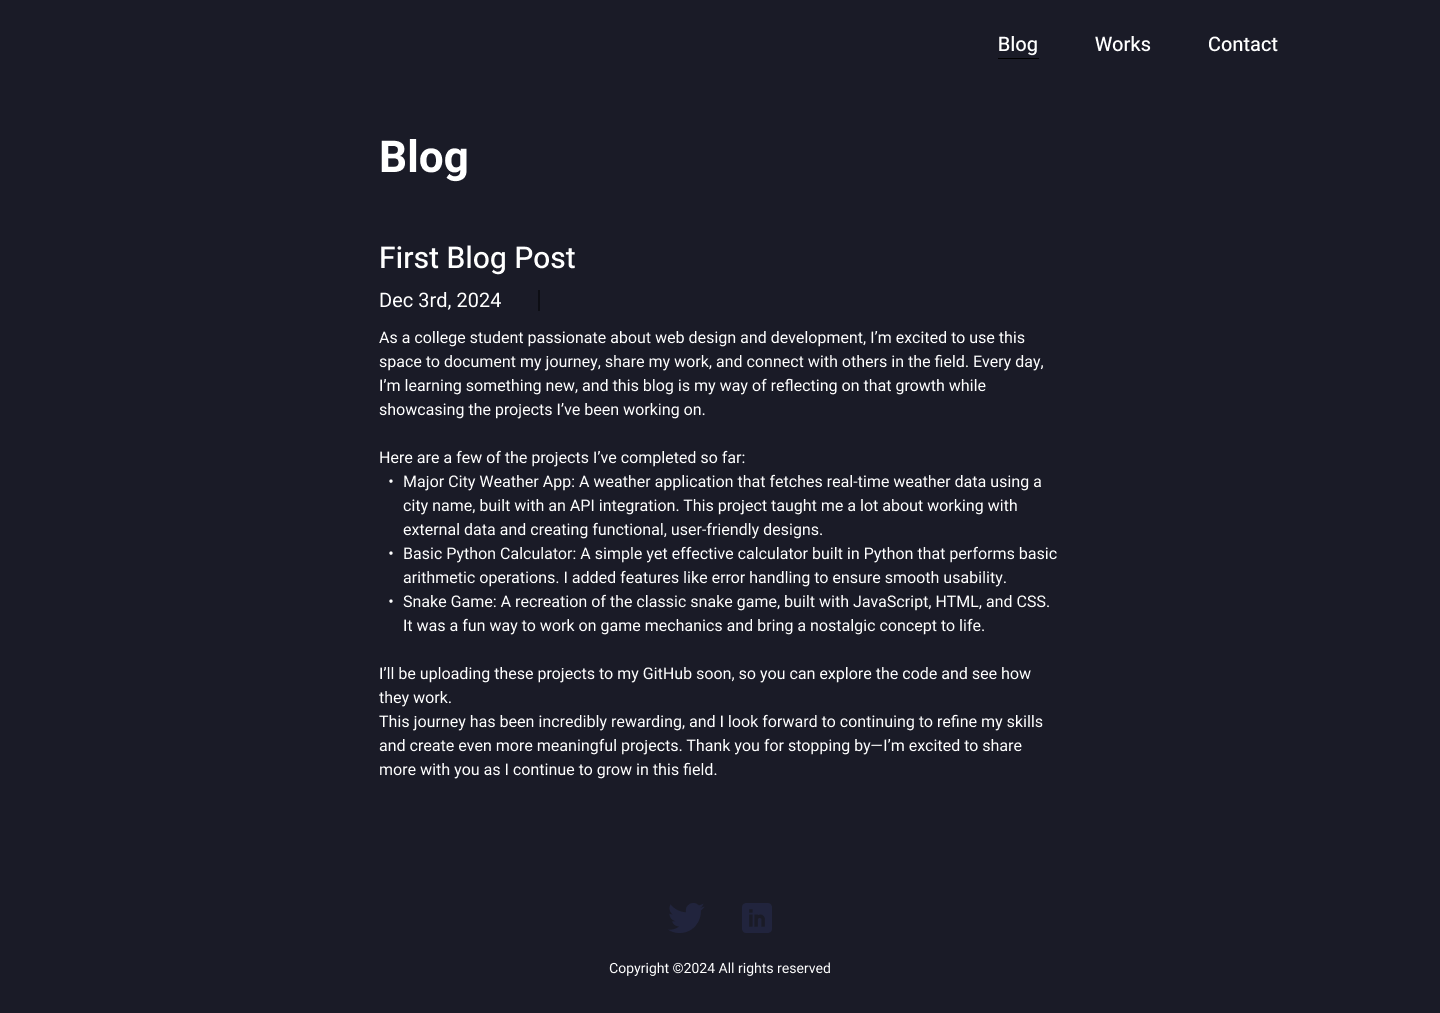 Blog Works Contact
Blog
First Blog Post
Dec 3rd, 2024 |
As a college student passionate about web design and development, I’m excited to use this
space to document my journey, share my work, and connect with others in the field. Every day,
I’m learning something new, and this blog is my way of reflecting on that growth while
showcasing the projects I’ve been working on.
Here are a few of the projects I’ve completed so far:
• Major City Weather App: A weather application that fetches real-time weather data using a
city name, built with an API integration. This project taught me a lot about working with
external data and creating functional, user-friendly designs.
• Basic Python Calculator: A simple yet effective calculator built in Python that performs basic
arithmetic operations. I added features like error handling to ensure smooth usability.
• Snake Game: A recreation of the classic snake game, built with JavaScript, HTML, and CSS.
It was a fun way to work on game mechanics and bring a nostalgic concept to life.
I’ll be uploading these projects to my GitHub soon, so you can explore the code and see how
they work.
This journey has been incredibly rewarding, and I look forward to continuing to refine my skills
and create even more meaningful projects. Thank you for stopping by—I’m excited to share
more with you as I continue to grow in this field.
in
Copyright ©2024 All rights reserved